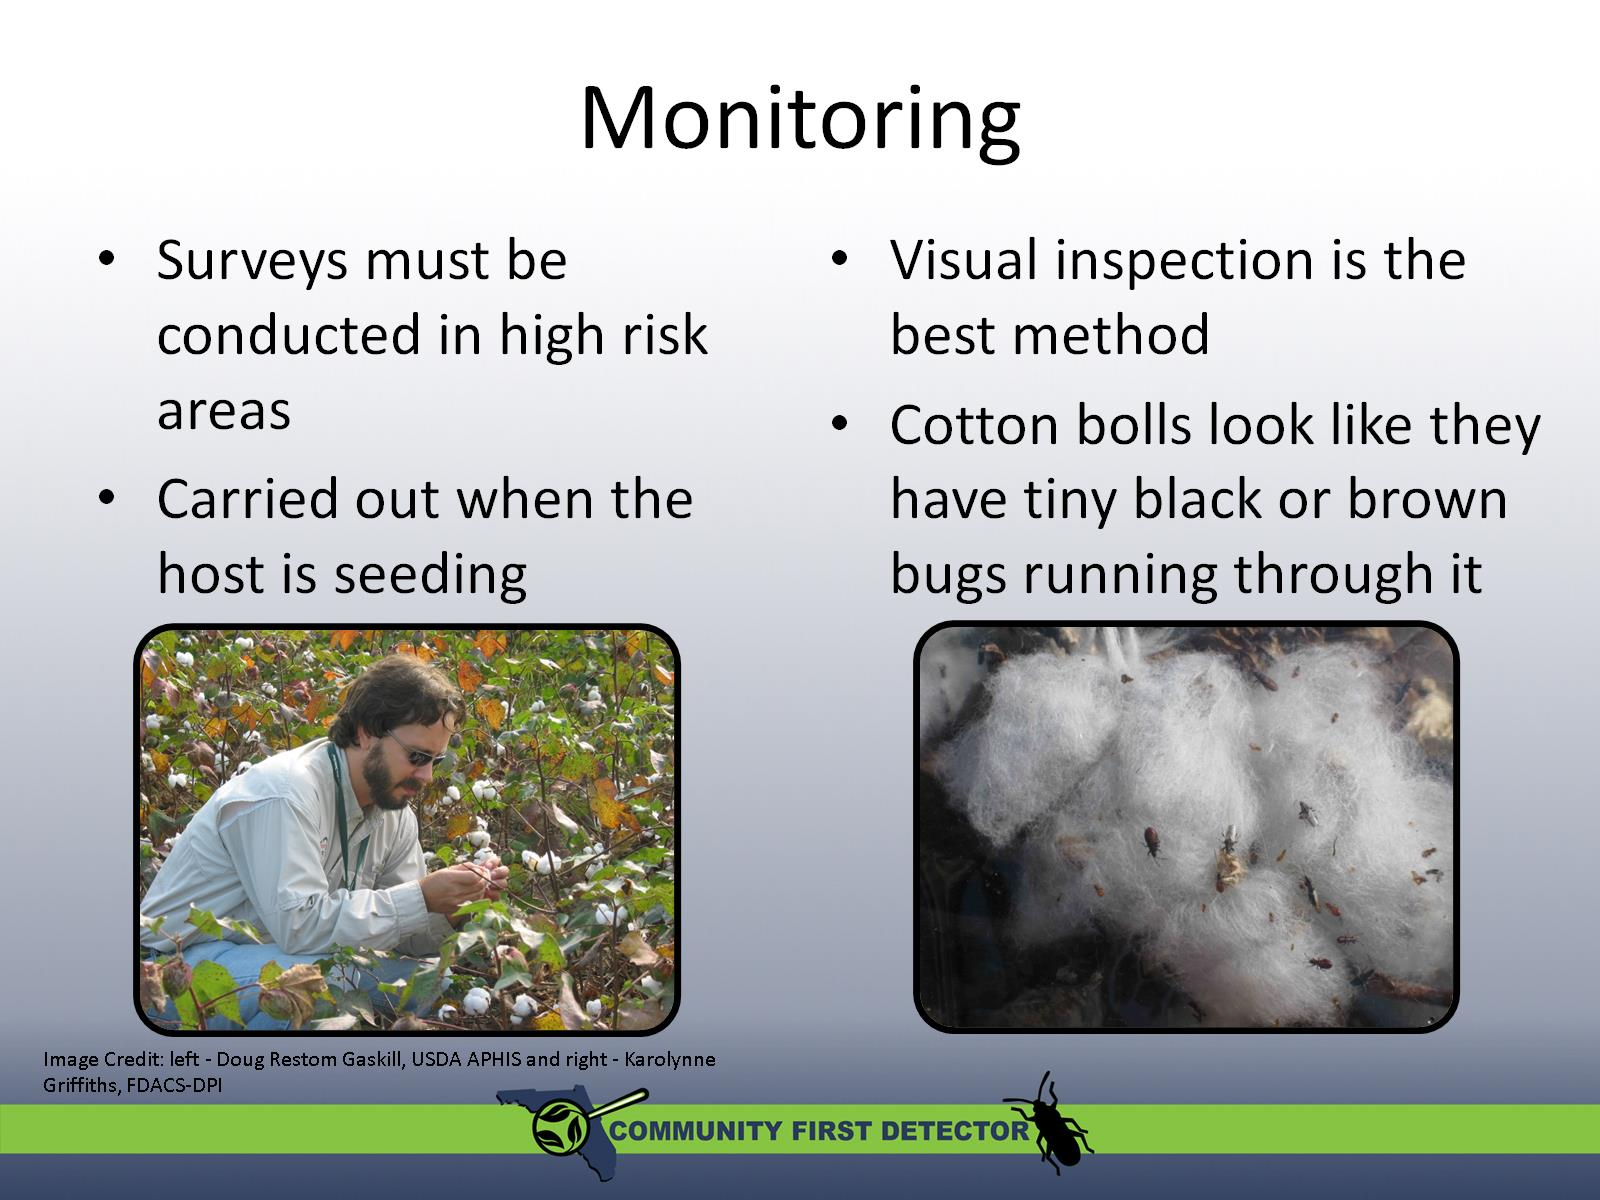 Monitoring
• Surveys must be
conducted in high risk
areas
• Carried out when the
host is seeding
• Visual inspection is the
best method
• Cotton bolls look like they
have tiny black or brown
bugs running through it
Image Credit: left - Doug Restom Gaskill, USDA APHIS and right - Karolynne
Griffiths, FDACS-DPI
COMMUNITY FIRST DETECTOR